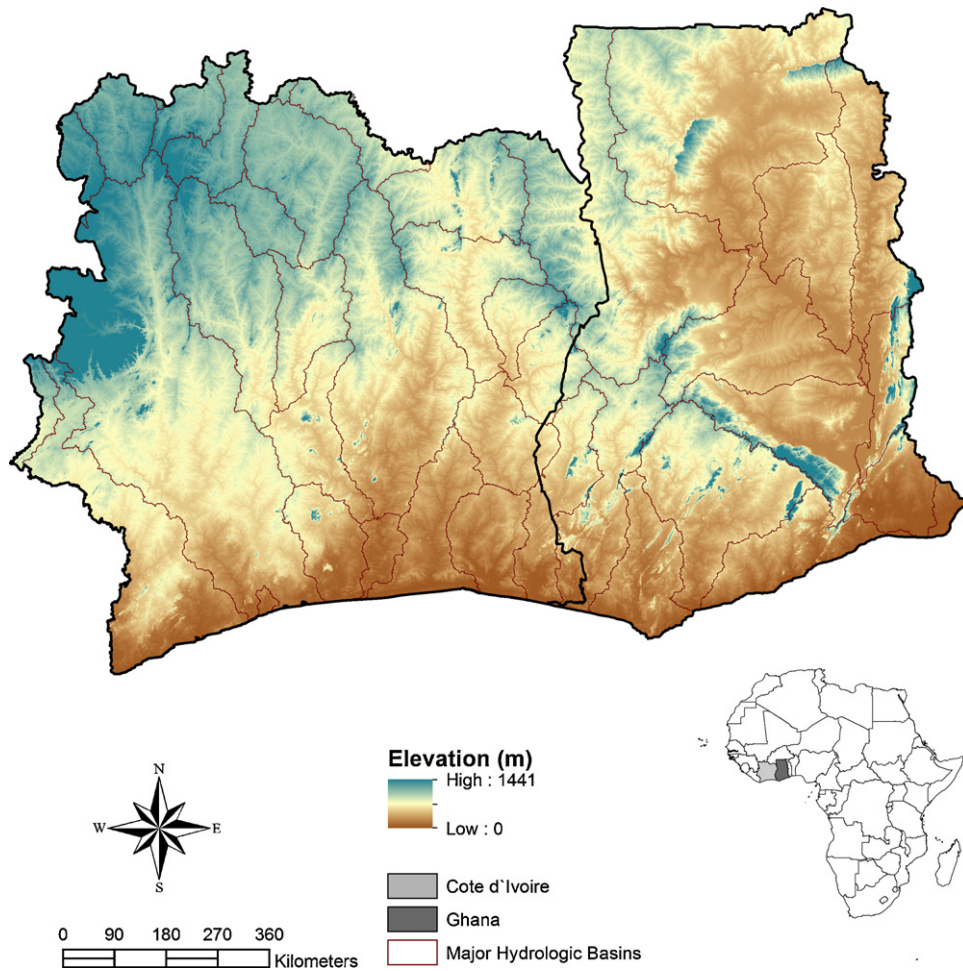 Elevation (m)
High : 1441
Low : 0
N
W
E
S
Cote d`Ivoire
Ghana
Major Hydrologic Basins
0 90 180 270 360
Kilometers